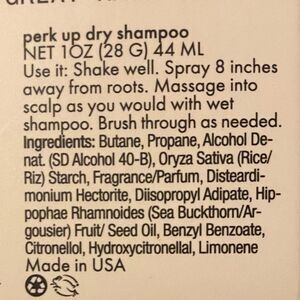 perk up dry shampoo
NET 1OZ (28 G) 44 ML
Use it: Shake well. Spray 8 inches
away from roots. Massage into
scalp as you would with wet
shampoo. Brush through as needed.
Ingredients: Butane, Propane, Alcohol De-
nat. (SD Alcohol 40-B), Oryza Sativa (Rice/
Riz) Starch, Fragrance/Parfum, Disteardi-
monium Hectorite, Diisopropyl Adipate, Hip-
pophae Rhamnoides (Sea Buckthorn/Ar-
gousier) Fruit/ Seed Oil, Benzyl Benzoate,
Citronellol, Hydroxycitronellal, Limonene
Made in USA